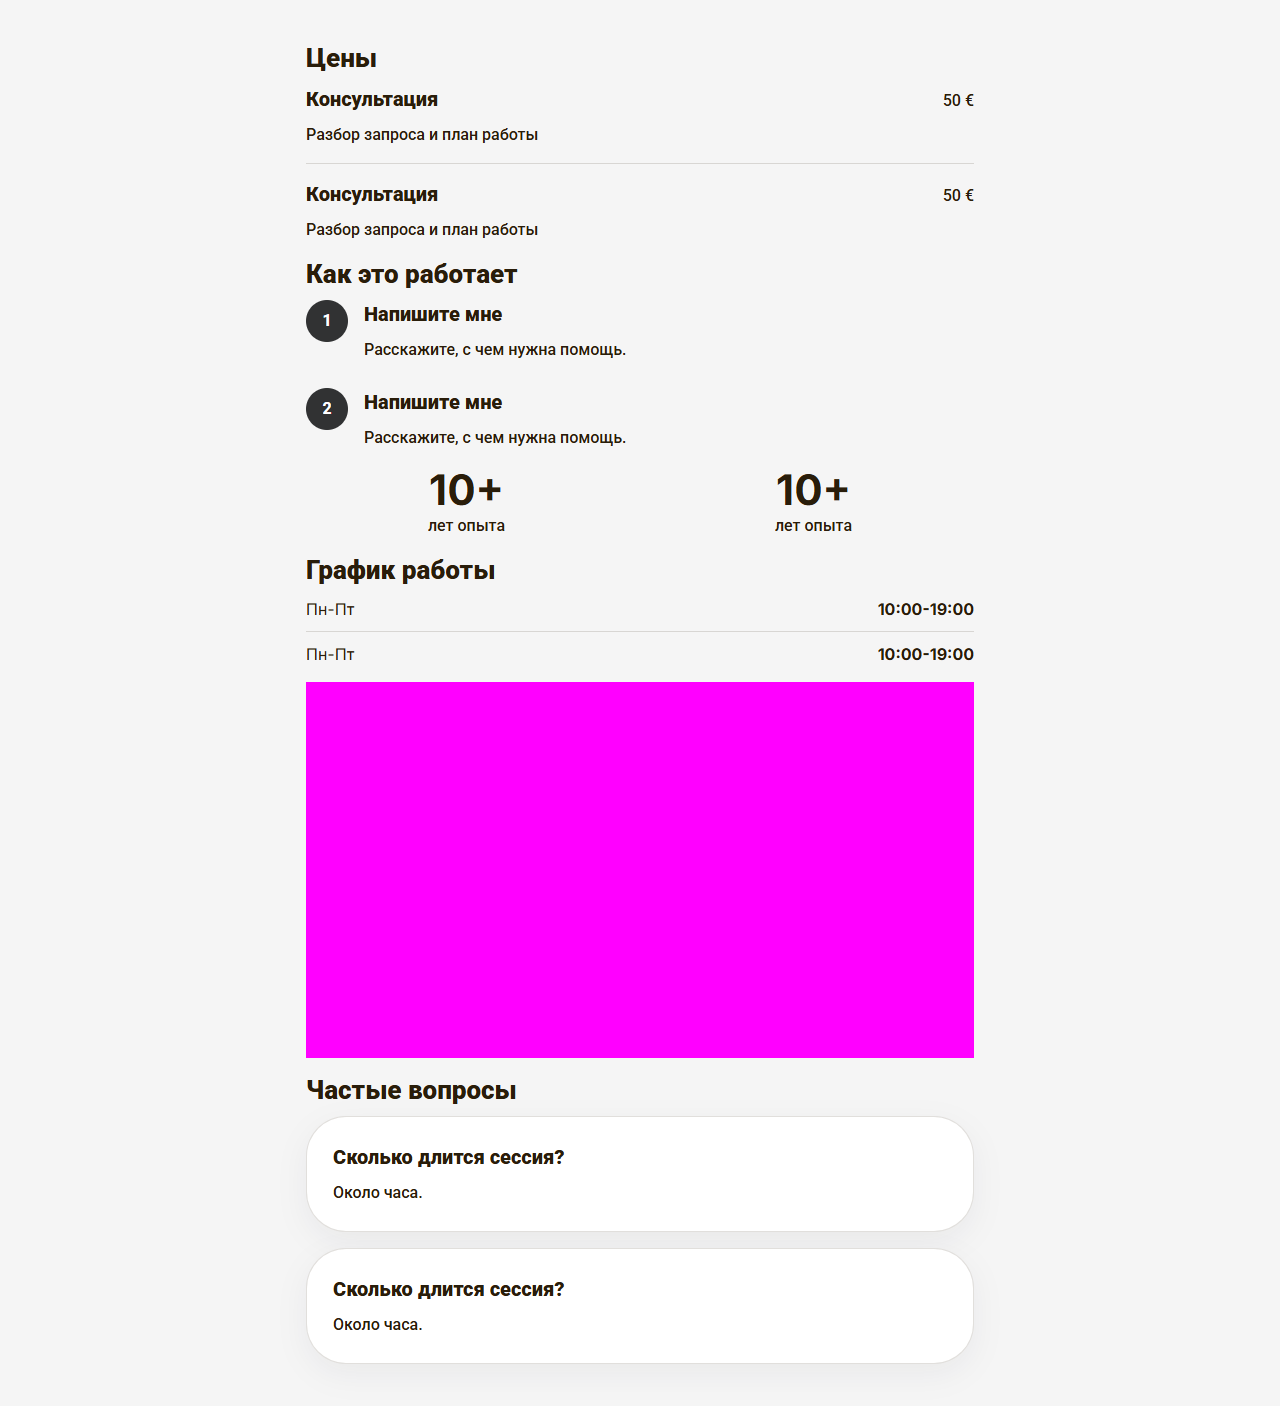 Цены
Консультация 50 €
Разбор запроса и план работы
Консультация 50 €
Разбор запроса и план работы
Как это работает
1 Напишите мне
Расскажите, с чем нужна помощь.
2 Напишите мне
Расскажите, с чем нужна помощь.
10+ 10+
лет опыта лет опыта
График работы
Пн-Пт 10:00-19:00
Пн-Пт 10:00-19:00
Частые вопросы
Сколько длится сессия?
Около часа.
Сколько длится сессия?
Около часа.